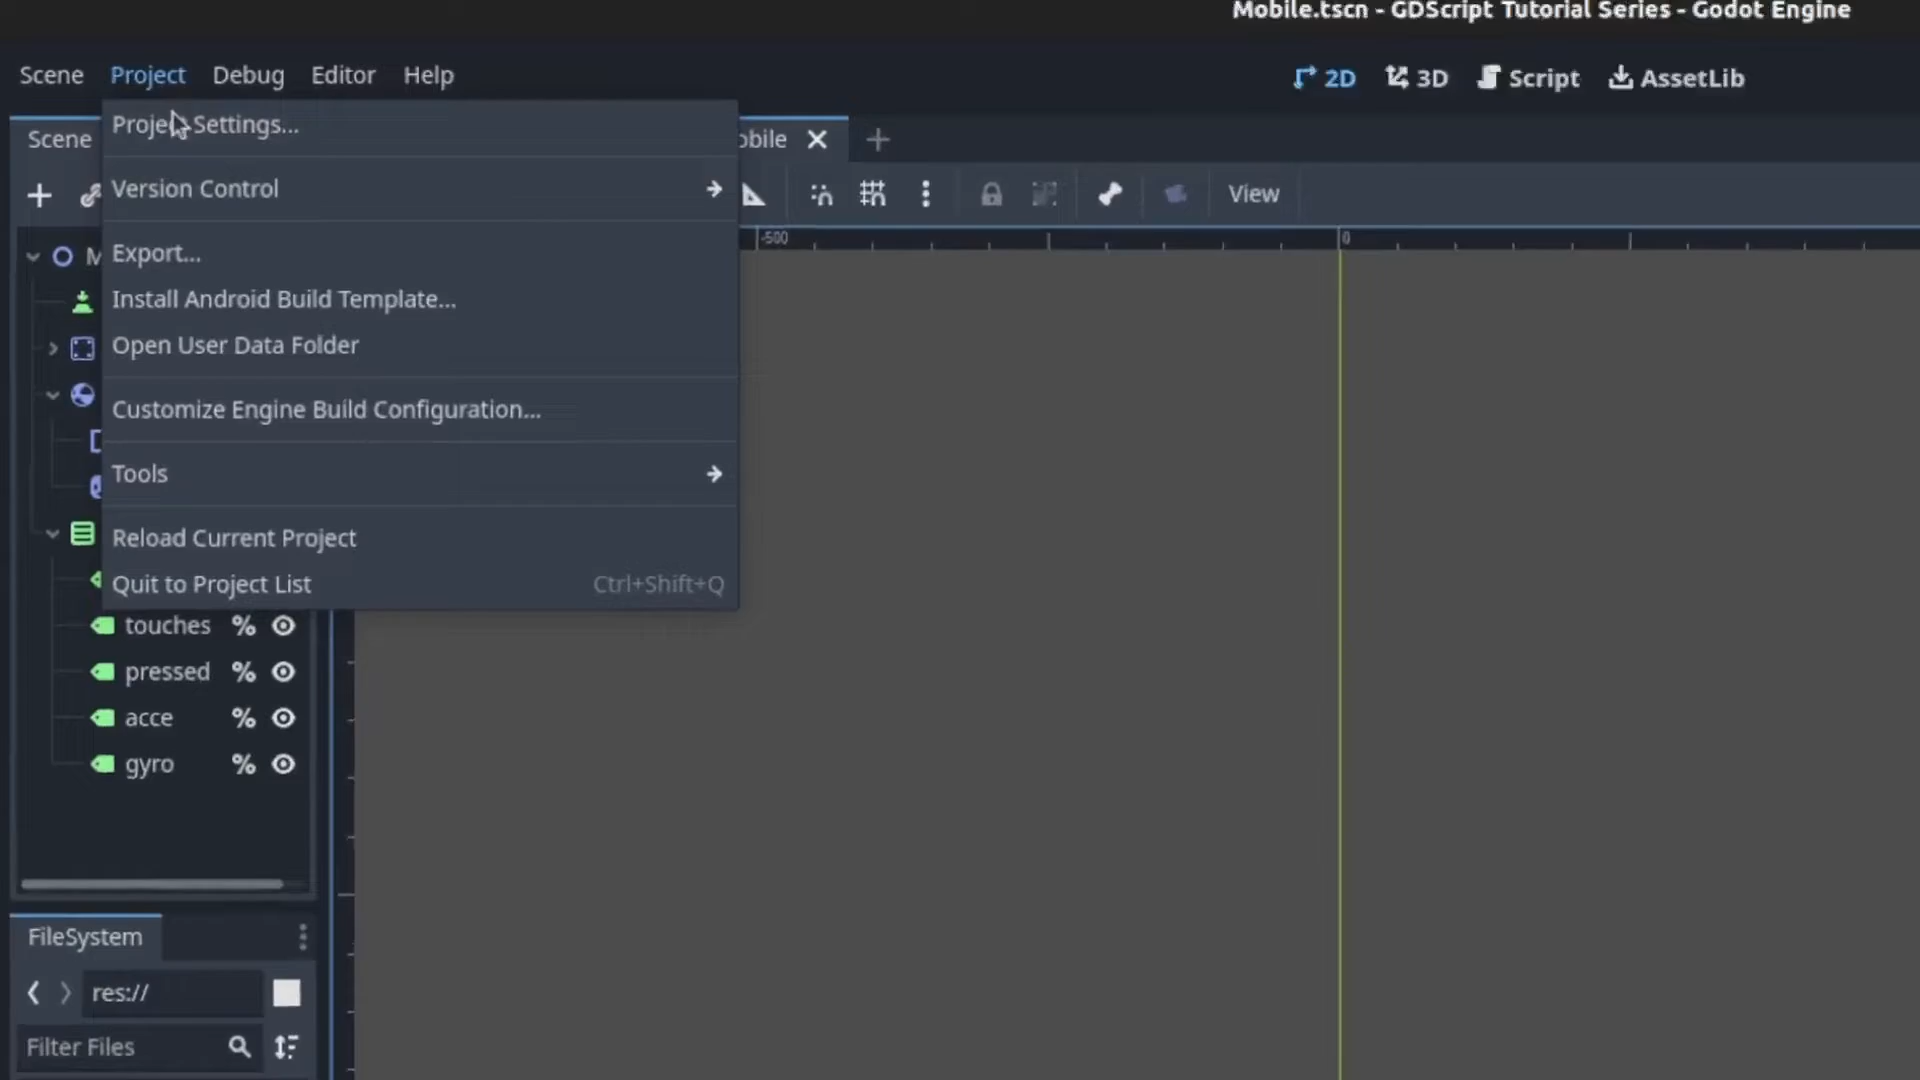 Mobile.tscn - GDScript Tutorial Series - Godot Engine
Scene Project Debug Editor Help
2D 3D Script AssetLib
Project Settings...
Scene
obile
Version Control
View
-500
0
M
Export...
Install Android Build Template...
Open User Data Folder
Customize Engine Build Configuration...
Tools
Reload Current Project
Quit to Project List Ctrl+Shift+Q
touches
pressed
acce
gyro
FileSystem
res://
Filter Files